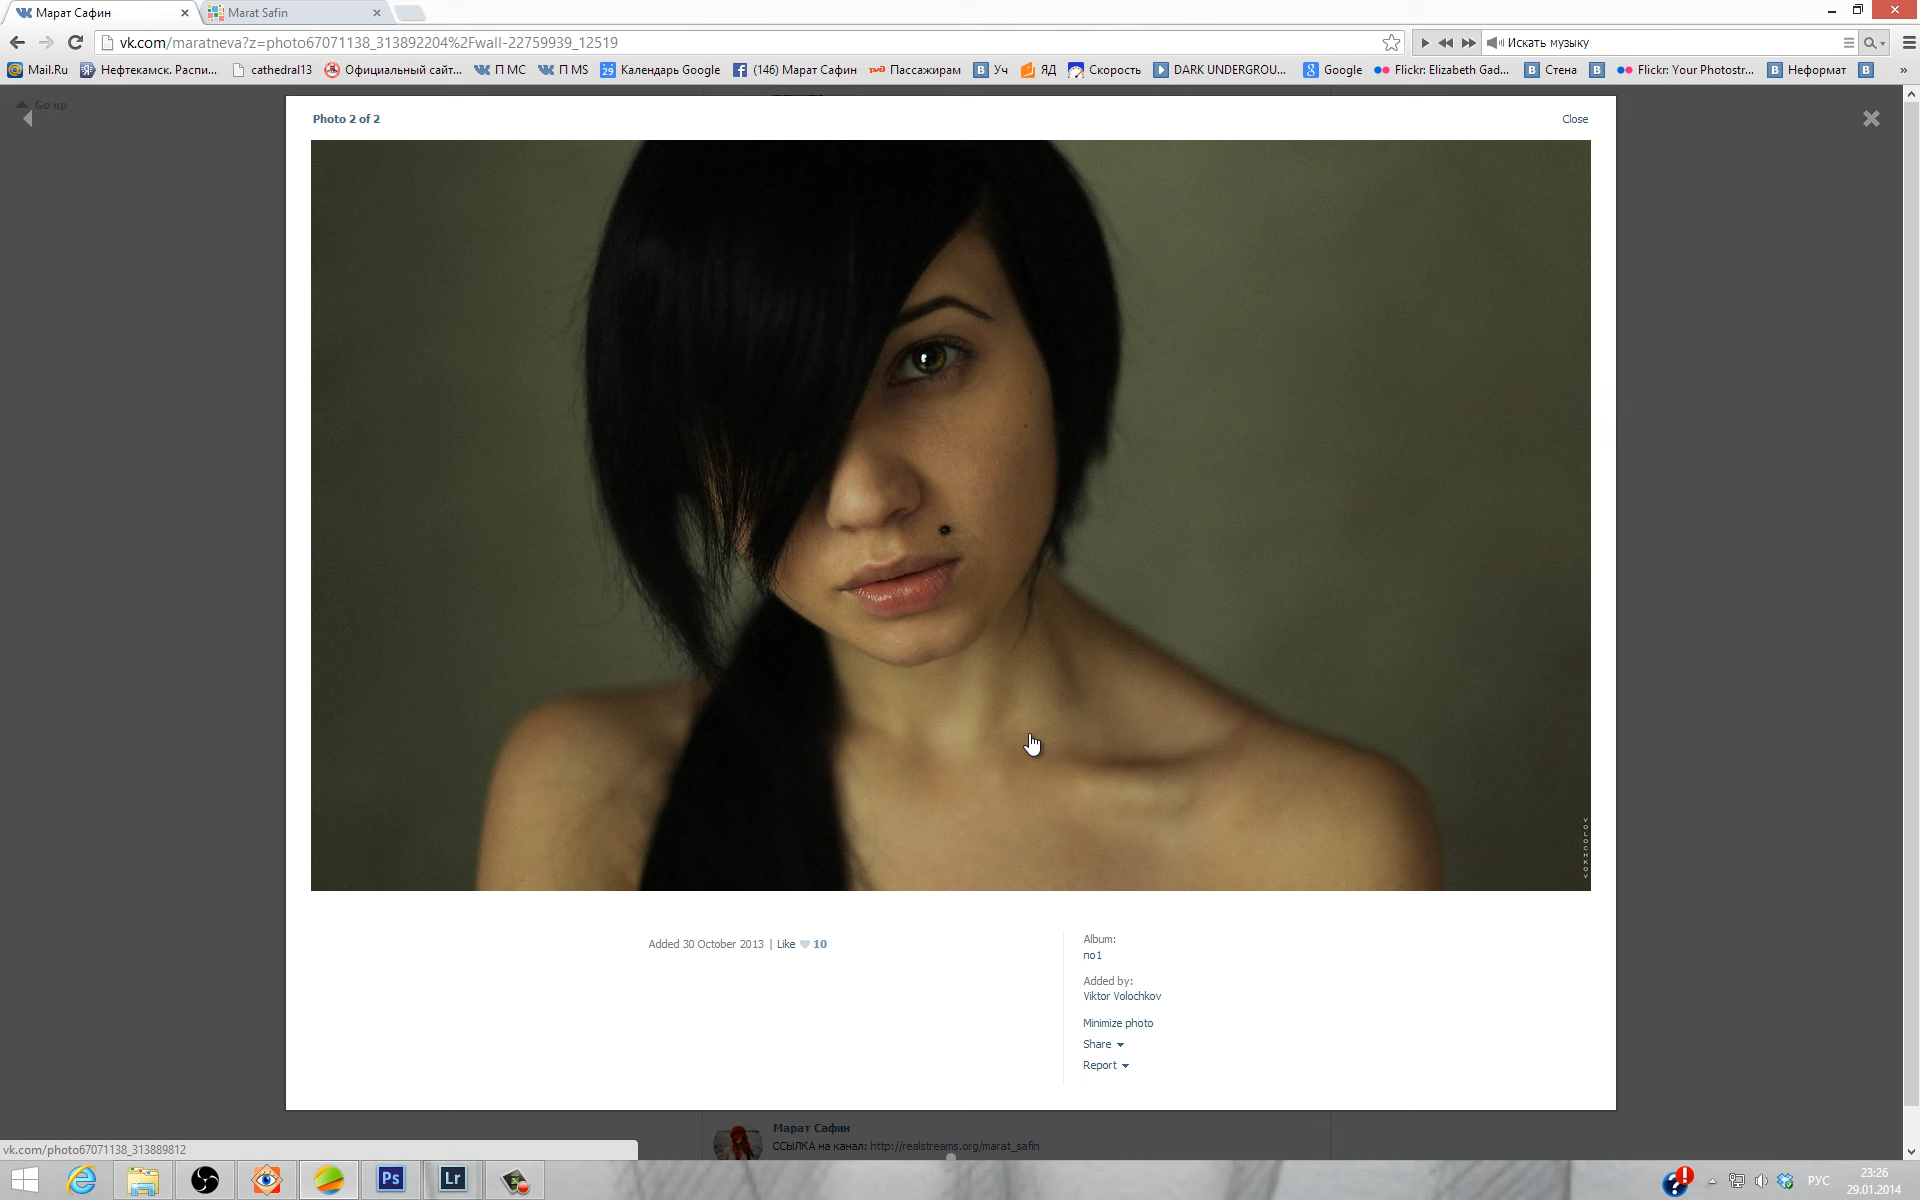 Марат Сафин
Marat Safin
vk.com/maratneva?z=photo67071138_313892204%2Fwall-22759939_12519
Искать музыку
Mail.Ru
Нефтекамск. Распи...
cathedral13
Официальный сайт...
П МС
П MS
29
Календарь Google
(146) Марат Сафин
Пассажирам
Уч
ЯД
Скорость
DARK UNDERGROU...
Google
Flickr: Elizabeth Gad...
Стена
Flickr: Your Photostr...
Неформат
Go up
Photo 2 of 2
Close
VOLOCHKOV
Added 30 October 2013 | Like 10
Album:
по1
Added by:
Viktor Volochkov
Minimize photo
Share
Report
Марат Сафин
ССЫЛКА на канал: http://realstreams.org/marat_safin
vk.com/photo67071138_313889812
Ps
Lr
РУС
23:26
29.01.2014